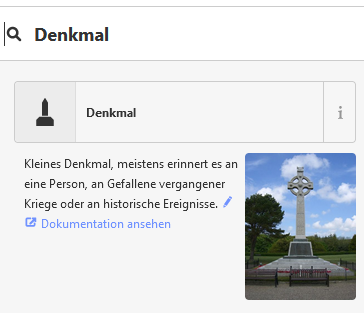 Denkmal
Denkmal
i
Kleines Denkmal, meistens erinnert es an
eine Person, an Gefallene vergangener
Kriege oder an historische Ereignisse.
Dokumentation ansehen